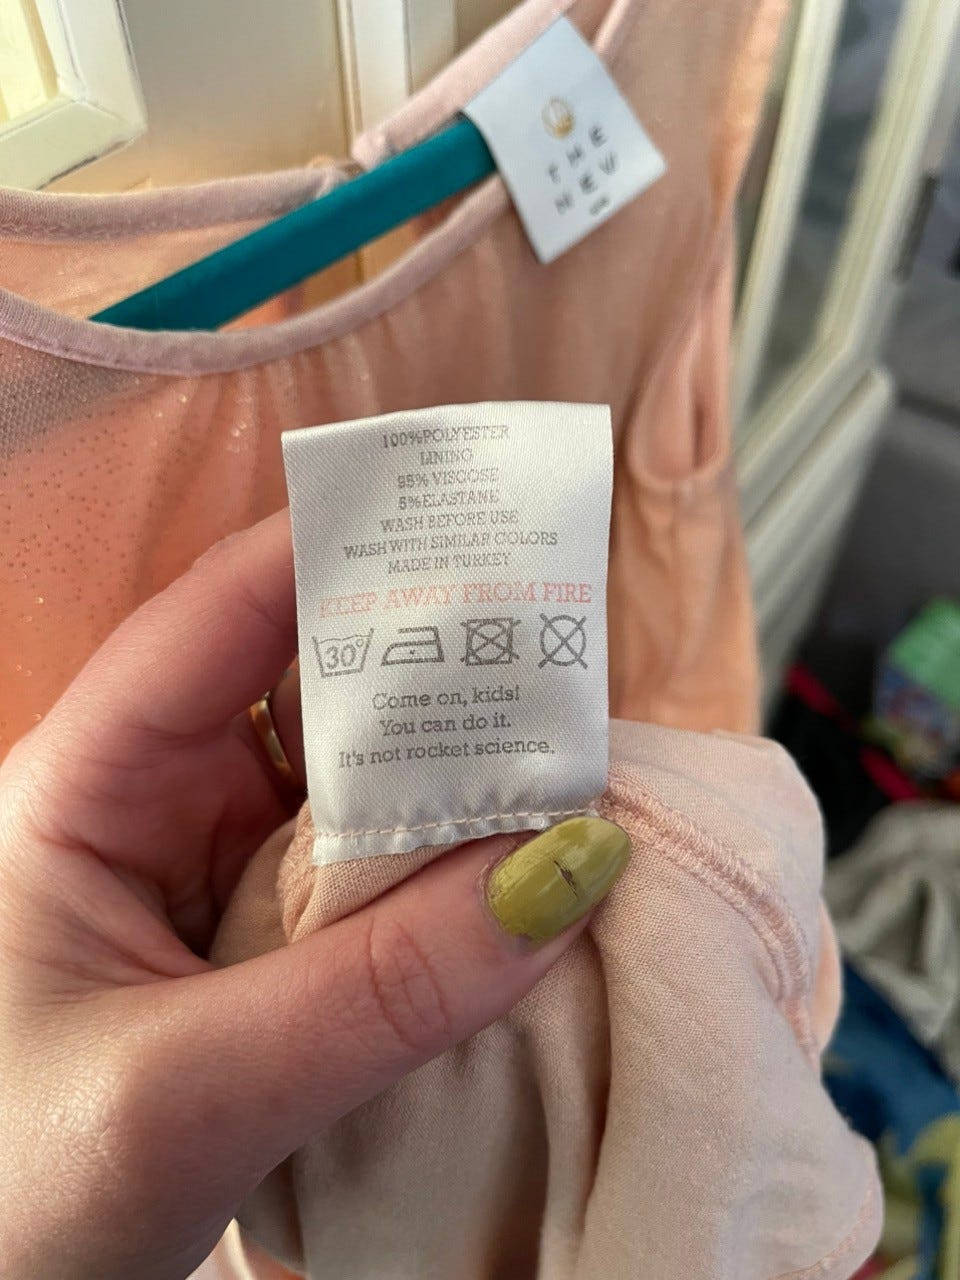 THE
NEW
100%POLYESTER
LINING
95% VISCOSE
5%ELASTANE
WASH BEFORE USE
WASH WITH SIMILAR COLORS
MADE IN TURKEY
KEEP AWAY FROM FIRE
30°
Come on, kids!
You can do it.
It's not rocket science.